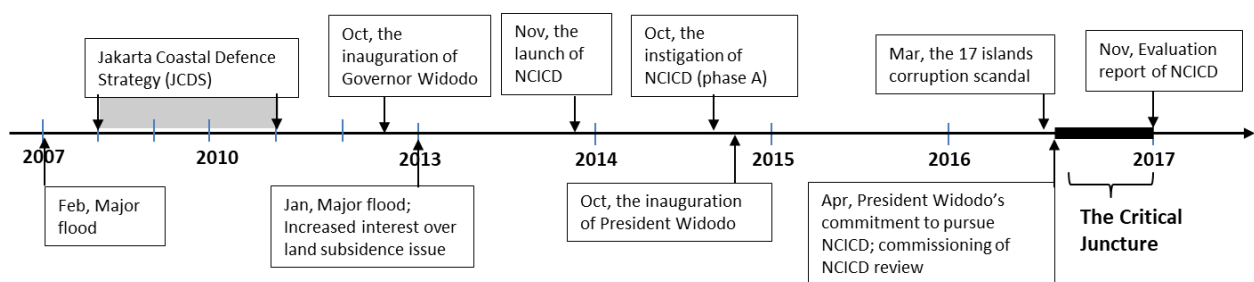 Jakarta Coastal Defence
Strategy (JCDS)
Oct, the
inauguration of
Governor Widodo
Nov, the
launch of
NCICD
Oct, the
instigation of
NCICD (phase A)
Mar, the 17 islands
corruption scandal
Nov, Evaluation
report of NCICD
2007
2010
2013
2014
2015
2016
2017
Feb, Major
flood
Jan, Major flood;
Increased interest over
land subsidence issue
Oct, the inauguration
of President Widodo
Apr, President Widodo’s
commitment to pursue
NCICD; commissioning of
NCICD review
The Critical
Juncture